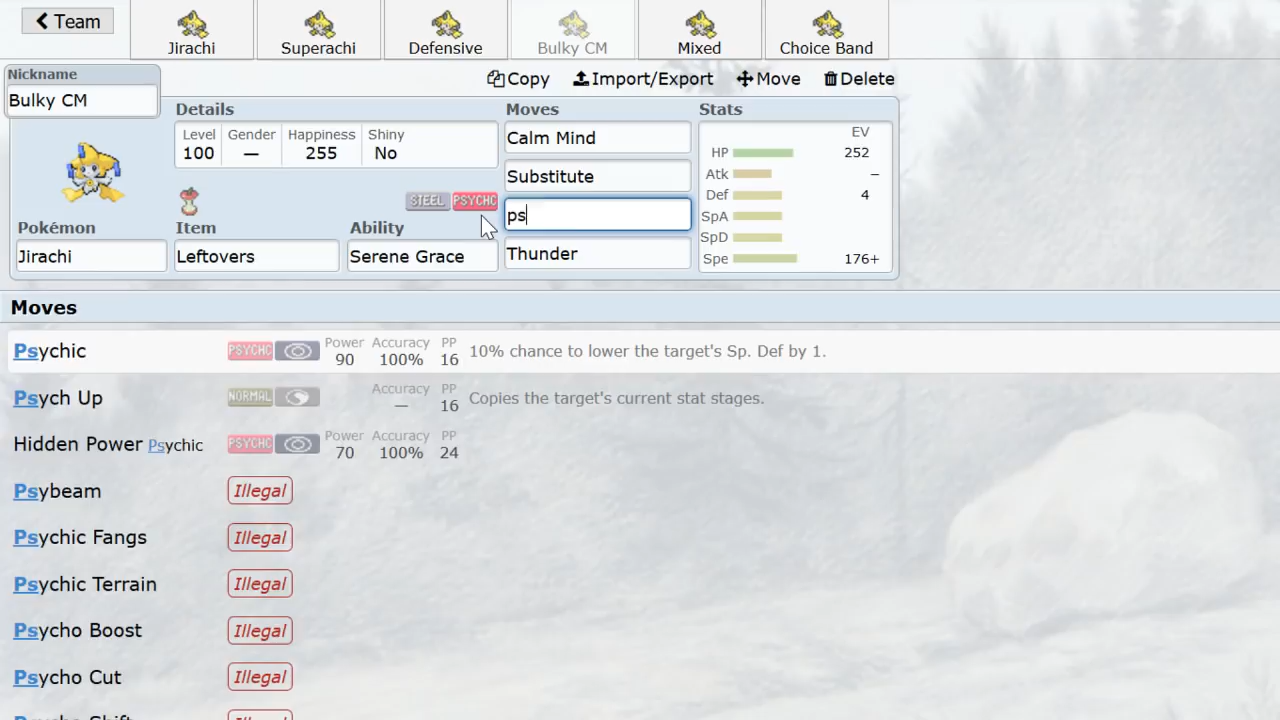 Team
Jirachi
Superachi
Defensive
Bulky CM
Mixed
Choice Band
Copy
Import/Export
Move
Delete
Nickname
Bulky CM
Details
Level
100
Gender
—
Happiness
255
Shiny
No
STEEL
PSYCHC
Pokémon
Jirachi
Item
Leftovers
Ability
Serene Grace
Moves
Calm Mind
Substitute
ps
Thunder
Stats
EV
HP 252
Atk –
Def 4
SpA
SpD
Spe 176+
Moves
Psychic PSYCHC Power 90 Accuracy 100% PP 16 10% chance to lower the target's Sp. Def by 1.
Psych Up NORMAL Accuracy — PP 16 Copies the target's current stat stages.
Hidden Power Psychic PSYCHC Power 70 Accuracy 100% PP 24
Psybeam Illegal
Psychic Fangs Illegal
Psychic Terrain Illegal
Psycho Boost Illegal
Psycho Cut Illegal